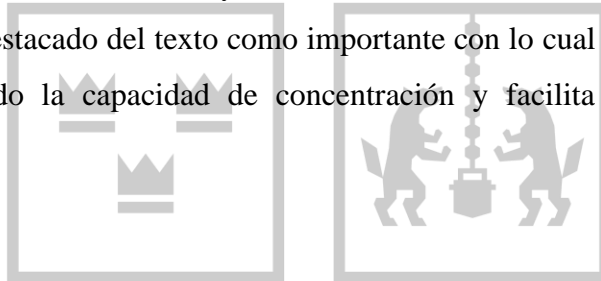 estacado del texto como importante con lo cual
do la capacidad de concentración y facilita